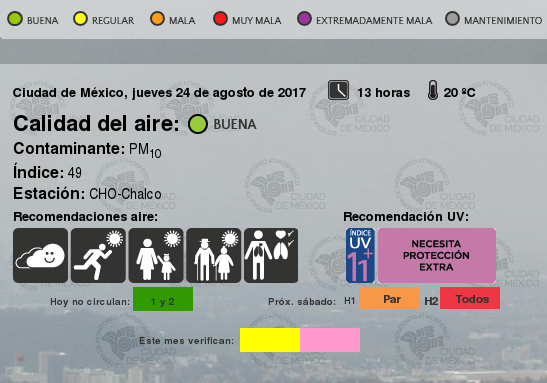 BUENA REGULAR MALA MUY MALA EXTREMADAMENTE MALA MANTENIMIENTO
Ciudad de México, jueves 24 de agosto de 2017 13 horas 20 ºC
Calidad del aire: BUENA
Contaminante: PM10
Índice: 49
Estación: CHO-Chalco
Recomendaciones aire: Recomendación UV:
ÍNDICE
UV
11+
NECESITA
PROTECCIÓN
EXTRA
Hoy no circulan: 1 y 2 Próx. sábado: H1 Par H2 Todos
Este mes verifican:
CIUDAD
DE MÉXICO